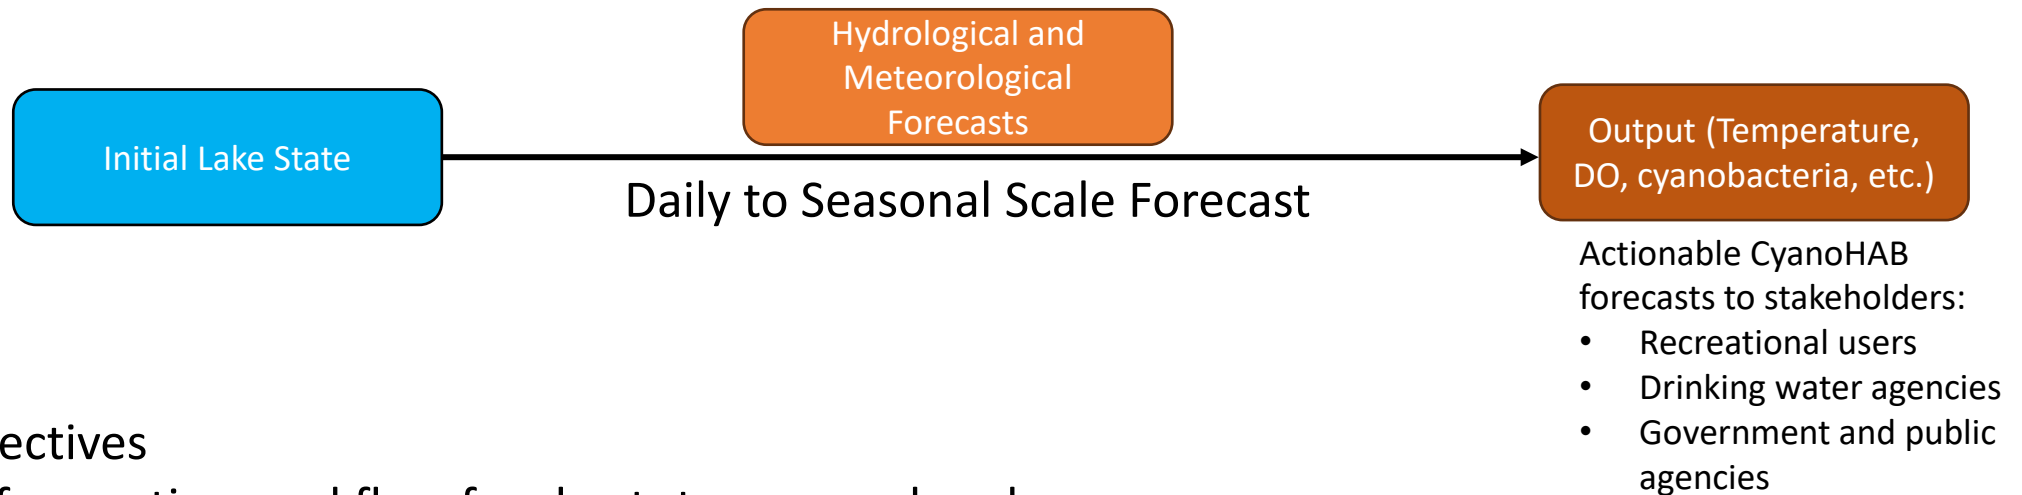 Hydrological and
Meteorological
Forecasts
Initial Lake State
Output (Temperature,
DO, cyanobacteria, etc.)
Daily to Seasonal Scale Forecast
Actionable CyanoHAB
forecasts to stakeholders:
• Recreational users
• Drinking water agencies
• Government and public
agencies
ectives